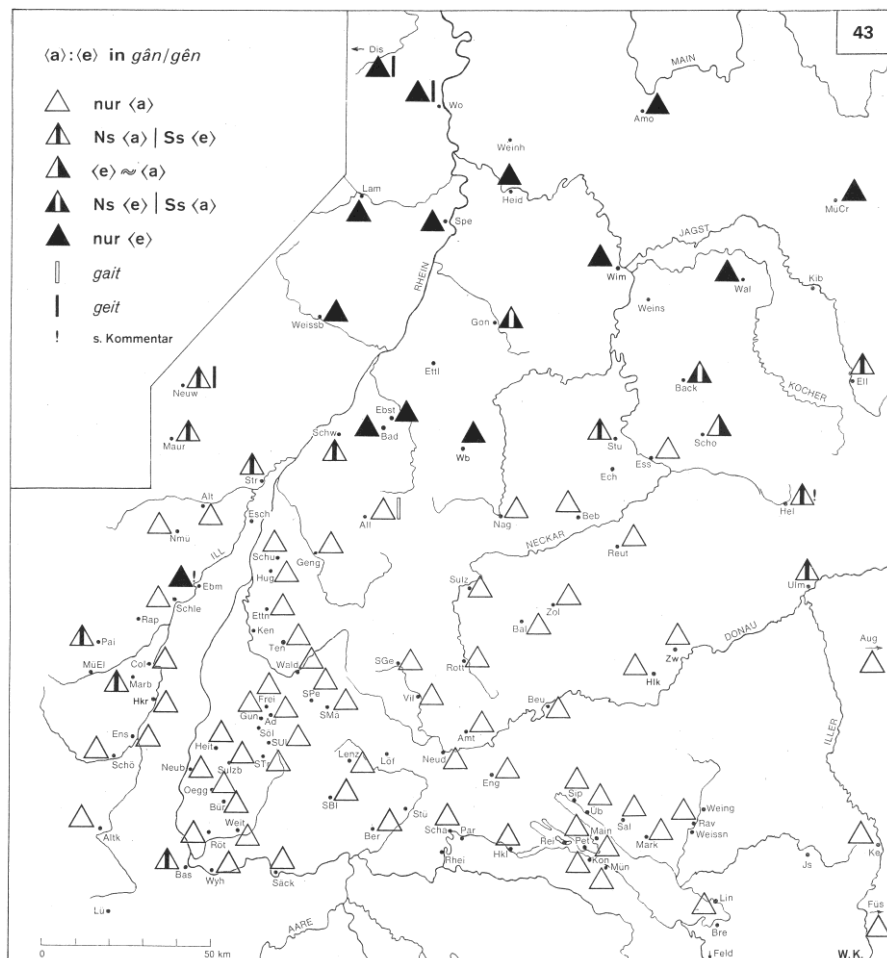 43
⟨a⟩:⟨e⟩ in gân/gên
nur ⟨a⟩
Ns ⟨a⟩ | Ss ⟨e⟩
⟨e⟩ ≈ ⟨a⟩
Ns ⟨e⟩ | Ss ⟨a⟩
nur ⟨e⟩
gait
geit
! s. Kommentar
← Dis
MAIN
Wo
Amo
Weinh
Lam
Heid
MüCr
Spe
JAGST
RHEIN
Wim
Wal
Kib
Weins
Weissb
Gon
Ettl
Neuw
Back
Ell
KOCHER
Ebst
Bad
Maur
Schw
Wb
Stu
Scho
Ess
Str
Ech
Alt
Esch
All
Nag
Beb
Hel
!
Nmü
ILL
NECKAR
Reut
Schu
Geng
Hug
!
Ebm
Sulz
Ulm
Schle
Ettn
Zol
Rap
Ken
Bal
DONAU
Pai
Ten
Zw
Aug
MüEl
Col
Wald
SGe
Rott
Hlk
Marb
Hkr
Frei
SPe
SMa
Vil
Beu
Gun
Ad
Söl
Amt
ILLER
Ens
Heit
SUl
Schö
Neub
Sulzb
STr
Lenz
Löf
Neud
Eng
Oegg
Bür
SBl
Stü
Sip
Üb
Sal
Weing
Rav
Weissn
Altk
Weit
Röt
Ber
Scha
Par
Rei
Pet
Main
Mark
Rhei
Hkl
Kon
Mün
Js
Ke
Bas
Wyh
Säck
Lü
Lin
Füs
AARE
Bre
Feld
0
50 km
W.K.